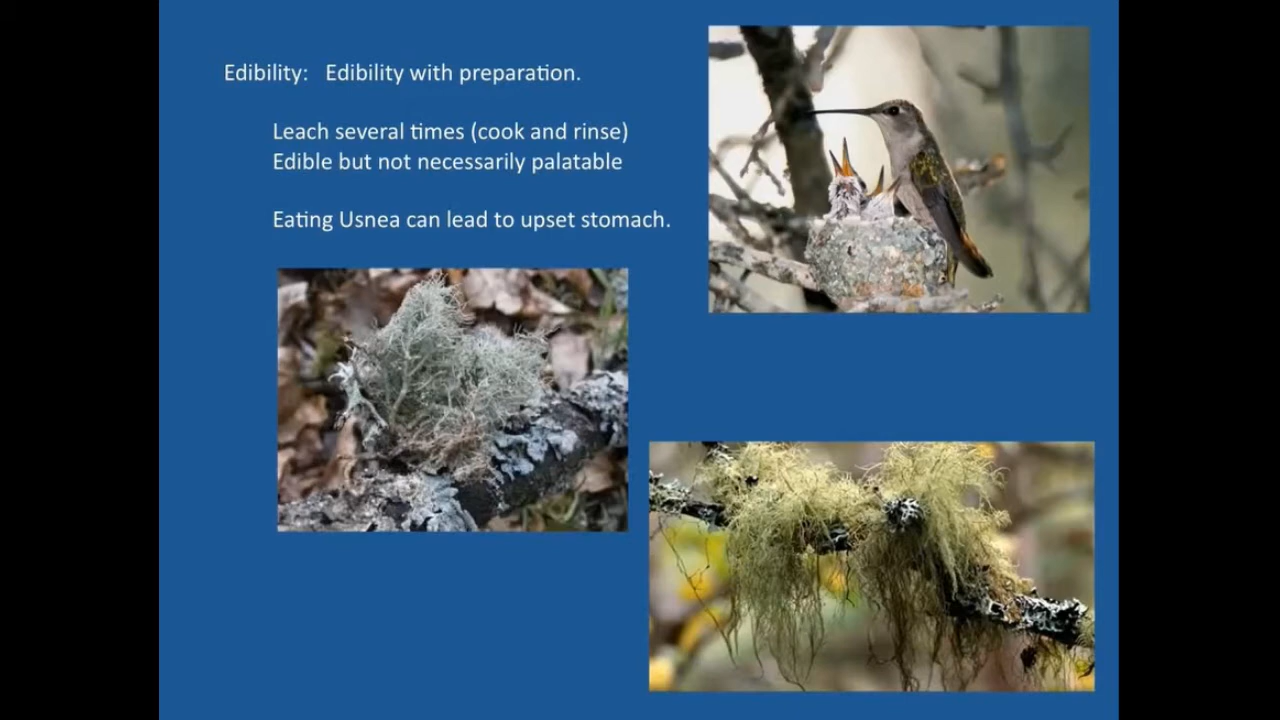 Edibility: Edibility with preparation.
Leach several times (cook and rinse)
Edible but not necessarily palatable
Eating Usnea can lead to upset stomach.